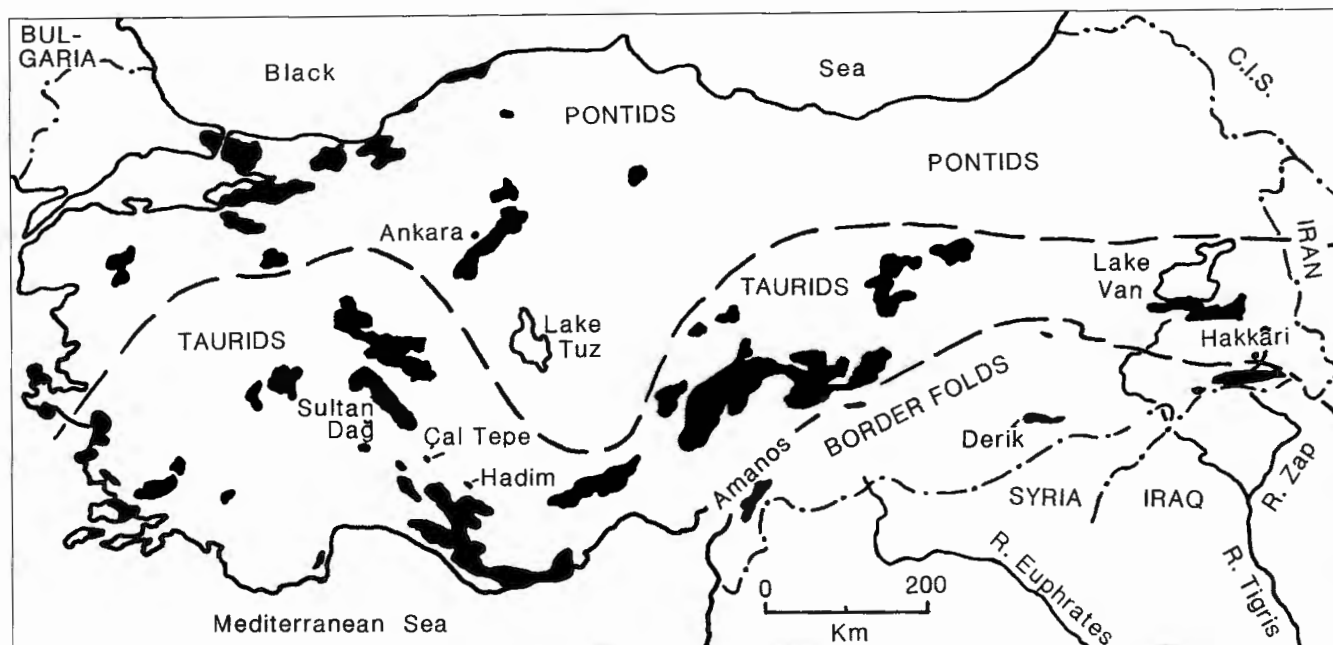 BUL-
GARIA
Black
Sea
C.I.S.
PONTIDS
PONTIDS
Ankara
IRAN
Lake
Van
TAURIDS
TAURIDS
Lake
Tuz
Hakkâri
Sultan
Dağ
BORDER FOLDS
Çal Tepe
Derik
Hadim
Amanos
SYRIA
IRAQ
R. Zap
R. Euphrates
R. Tigris
0
200
Km
Mediterranean Sea